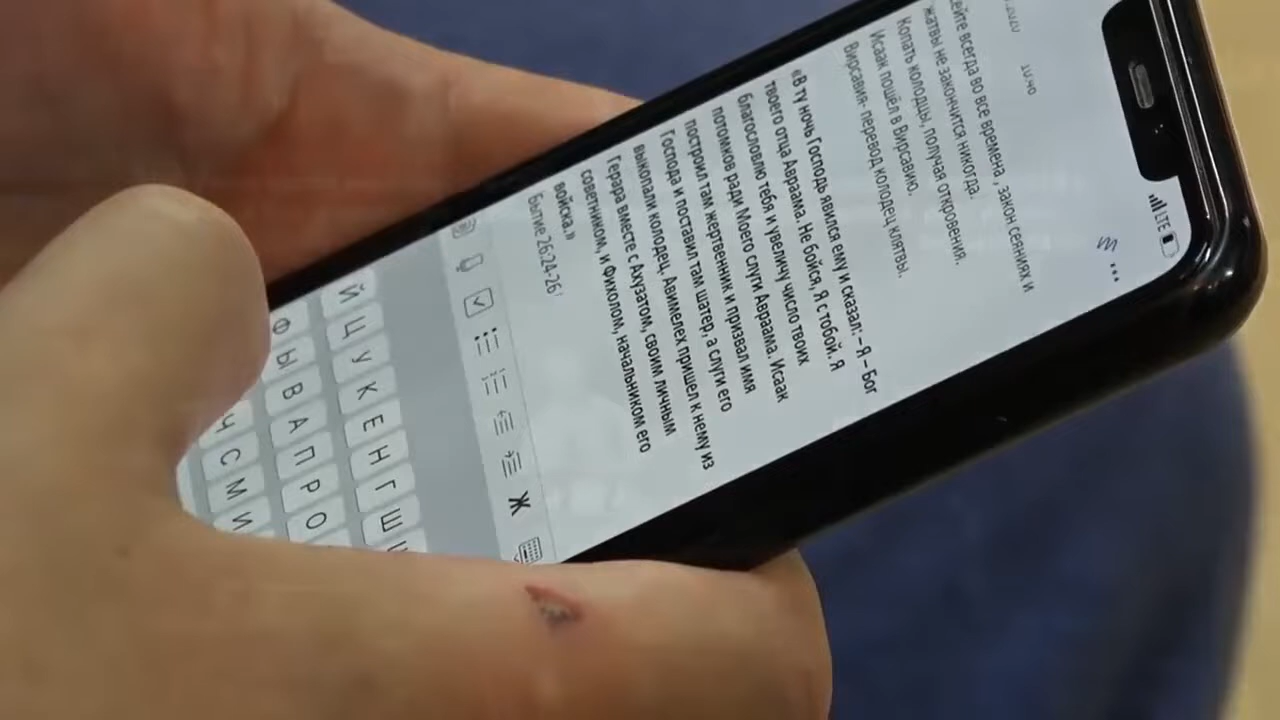 LTE
10:40
сейте всегда во все времена , закон сеяниях и
жатвы не закончится никогда.
Копать колодцы, получая откровения.
Исаак пошёл в Вирсавию.
Вирсавия- перевод колодец клятвы.
«В ту ночь Господь явился ему и сказал: – Я – Бог
твоего отца Авраама. Не бойся, Я с тобой. Я
благословлю тебя и увеличу число твоих
потомков ради Моего слуги Авраама. Исаак
построил там жертвенник и призвал имя
Господа и поставил там шатер, а слуги его
выкопали колодец. Авимелех пришел к нему из
Герара вместе с Ахузатом, своим личным
советником, и Фихолом, начальником его
войска.»
Бытие 26:24-26
Ж
Й Ц У К Е Н Г Ш
Ф Ы В А П Р О
Ч С М И